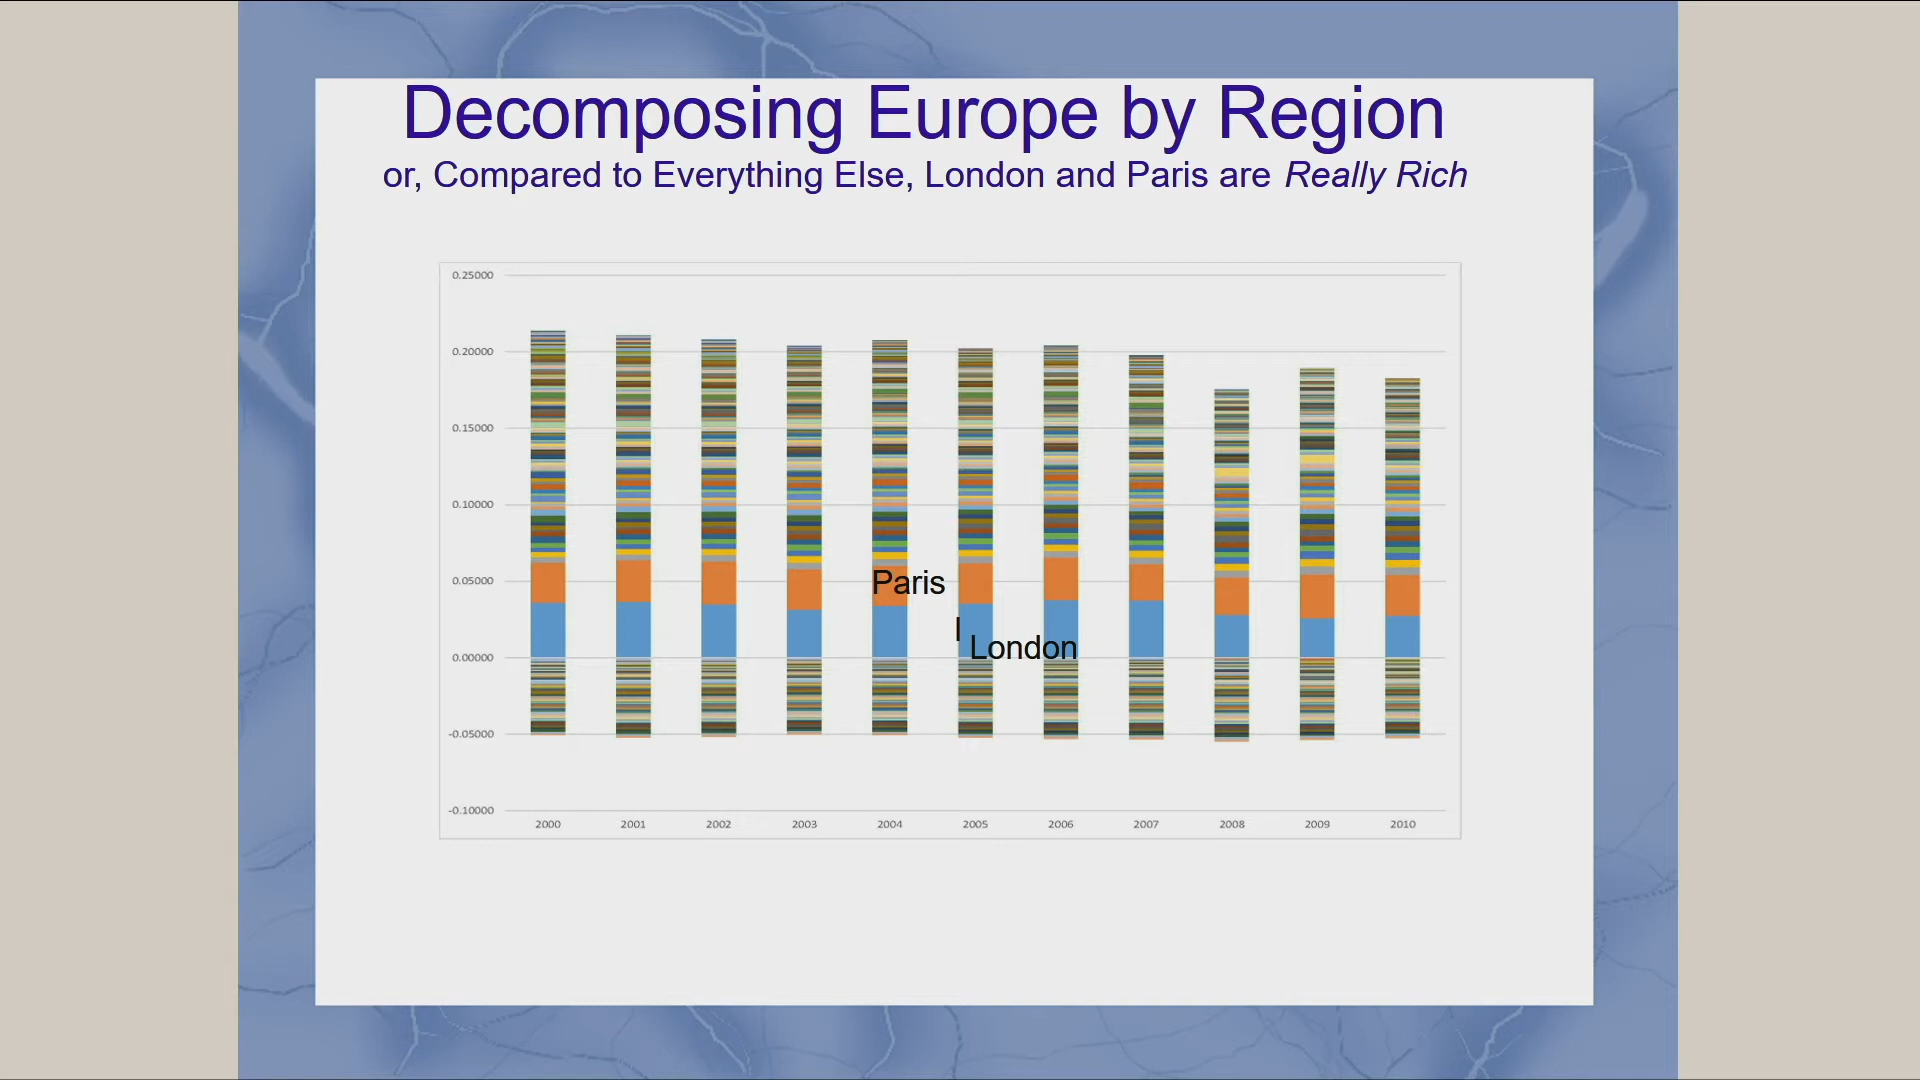 Decomposing Europe by Region
or, Compared to Everything Else, London and Paris are Really Rich
0.25000
0.20000
0.15000
0.10000
0.05000
0.00000
-0.05000
-0.10000
Paris
l
London
2000 2001 2002 2003 2004 2005 2006 2007 2008 2009 2010